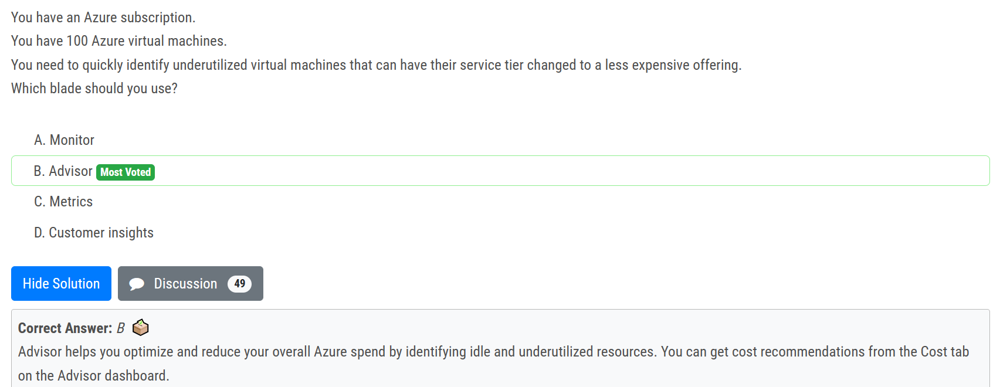 You have an Azure subscription.
You have 100 Azure virtual machines.
You need to quickly identify underutilized virtual machines that can have their service tier changed to a less expensive offering.
Which blade should you use?
A. Monitor
B. Advisor Most Voted
C. Metrics
D. Customer insights
Hide Solution Discussion 49
Correct Answer: B
Advisor helps you optimize and reduce your overall Azure spend by identifying idle and underutilized resources. You can get cost recommendations from the Cost tab
on the Advisor dashboard.